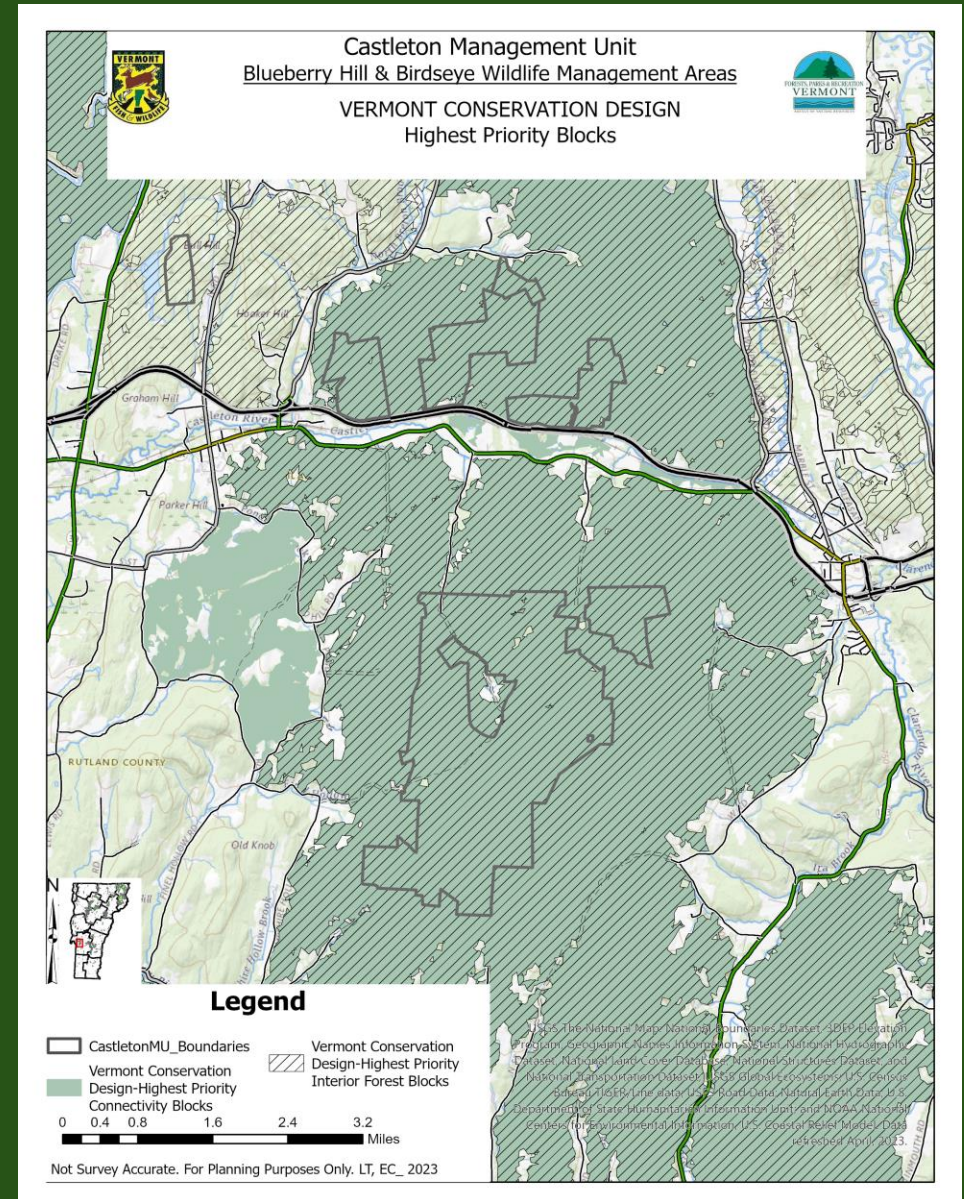 Castleton Management Unit
Blueberry Hill & Birdseye Wildlife Management Areas
VERMONT CONSERVATION DESIGN
Highest Priority Blocks
VERMONT
FISH & WILDLIFE
FORESTS, PARKS & RECREATION
VERMONT
Bull Hill
Hooker Hill
DRAKE RD
Graham Hill
Castleton River
Parker Hill
RUTLAND COUNTY
Old Knob
Clarendon River
Ira Brook
N
Legend
CastletonMU_Boundaries
Vermont Conservation
Design-Highest Priority
Connectivity Blocks
Vermont Conservation
Design-Highest Priority
Interior Forest Blocks
0 0.4 0.8 1.6 2.4 3.2
Miles
Not Survey Accurate. For Planning Purposes Only. LT, EC_ 2023
USGS The National Map: National Boundaries Dataset, 3DEP Elevation
Program, Geographic Names Information System, National Hydrography
Dataset, National Land Cover Database, National Structures Dataset, and
National Transportation Dataset; USGS Global Ecosystems; U.S. Census
Bureau TIGER/Line data; USFS Road Data; Natural Earth Data; U.S.
Department of State Humanitarian Information Unit; and NOAA National
Centers for Environmental Information, U.S. Coastal Relief Model. Data
refreshed April, 2023.